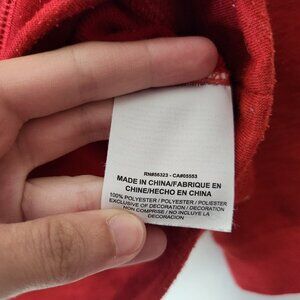 RN#56323 - CA#05553
MADE IN CHINA/FABRIQUE EN
CHINE/HECHO EN CHINA
100% POLYESTER / POLYESTER / POLIESTER
EXCLUSIVE OF DECORATION / DECORATION
NON COMPRISE / NO INCLUYE LA
DECORACION